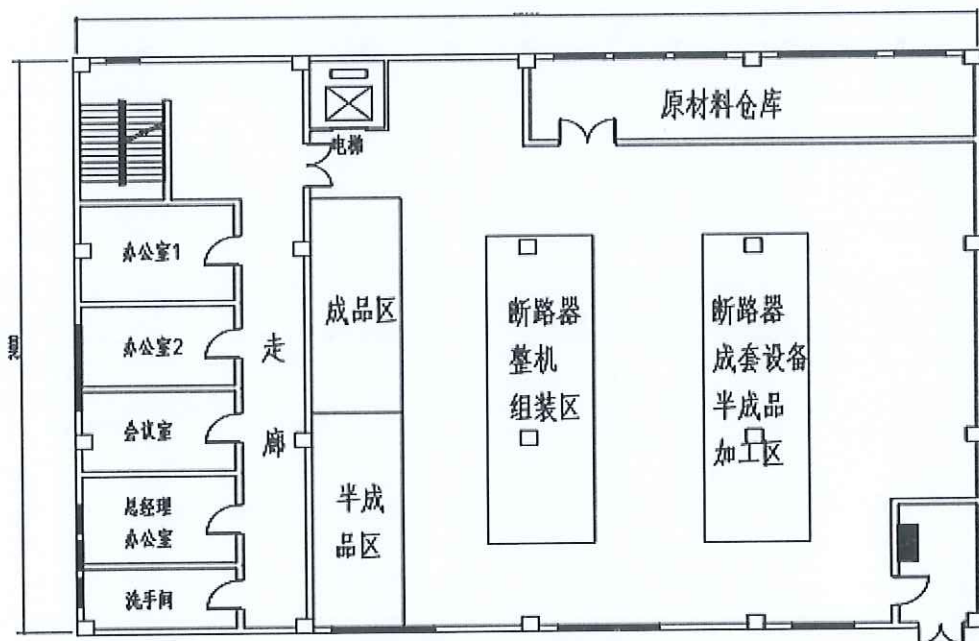 原材料仓库
电梯
办公室1
办公室2
会议室
总经理
办公室
洗手间
走
廊
成品区
半成
品区
断路器
整机
组装区
断路器
成套设备
半成品
加工区